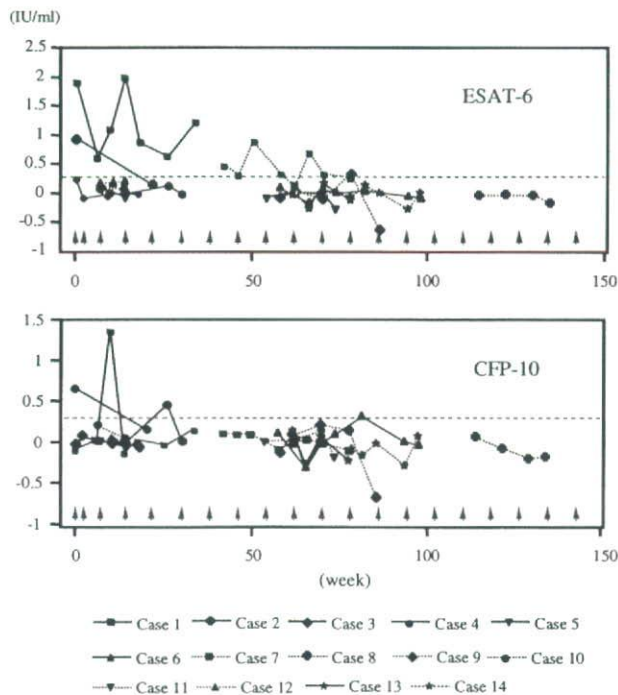 (IU/ml)
2.5
2
1.5
1
0.5
0
-0.5
-1
ESAT-6
0 50 100 150
1.5
1
0.5
0
-0.5
-1
CFP-10
0 50 100 150
(week)
Case 1 Case 2 Case 3 Case 4 Case 5
Case 6 Case 7 Case 8 Case 9 Case 10
Case 11 Case 12 Case 13 Case 14